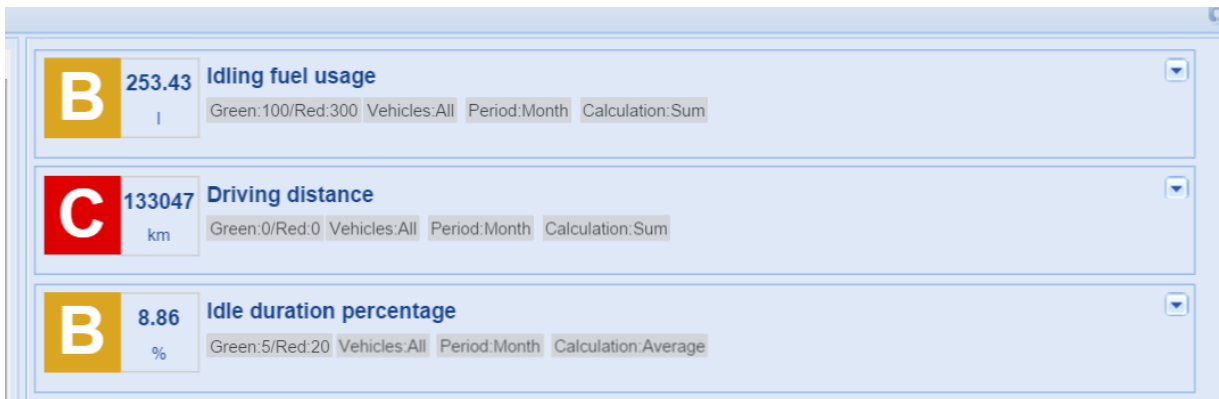 B 253.43 Idling fuel usage
l Green:100/Red:300 Vehicles:All Period:Month Calculation:Sum
C 133047 Driving distance
km Green:0/Red:0 Vehicles:All Period:Month Calculation:Sum
B 8.86 Idle duration percentage
% Green:5/Red:20 Vehicles:All Period:Month Calculation:Average